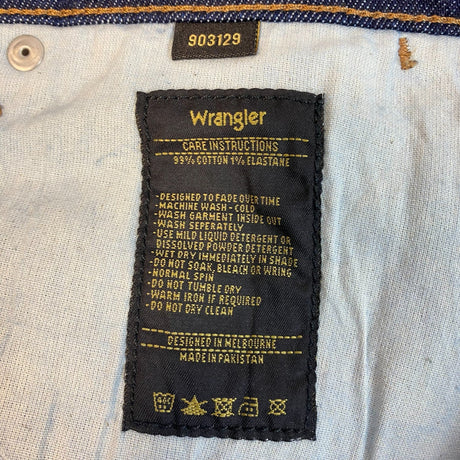 903129
Wrangler
CARE INSTRUCTIONS
99% COTTON 1% ELASTANE
-DESIGNED TO FADE OVER TIME
-MACHINE WASH - COLD
-WASH GARMENT INSIDE OUT
-WASH SEPERATELY
-USE MILD LIQUID DETERGENT OR
DISSOLVED POWDER DETERGENT
-WET DRY IMMEDIATELY IN SHADE
-DO NOT SOAK, BLEACH OR WRING
-NORMAL SPIN
-DO NOT TUMBLE DRY
-WARM IRON IF REQUIRED
-DO NOT DRY CLEAN
DESIGNED IN MELBOURNE
MADE IN PAKISTAN